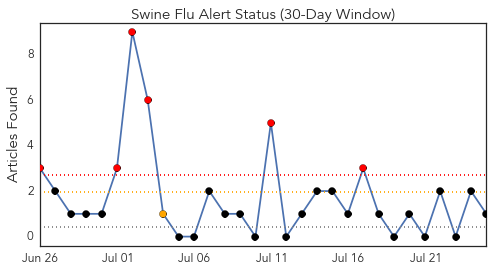 Swine Flu Alert Status (30-Day Window)
Articles Found
8
6
4
2
0
Jun 26
Jul 01
Jul 06
Jul 11
Jul 16
Jul 21